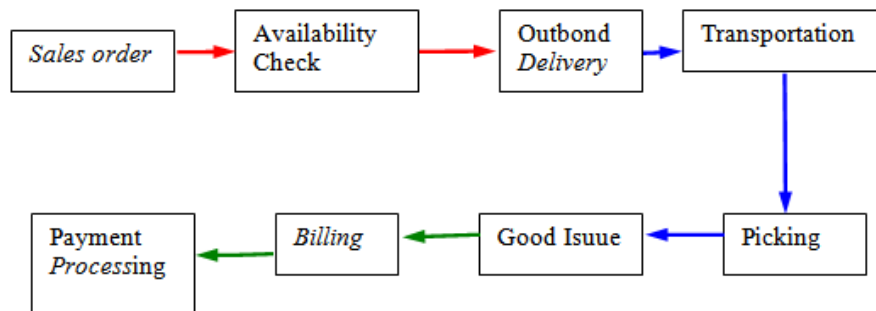 Sales order
Availability
Check
Outbond
Delivery
Transportation
Payment
Processing
Billing
Good Isuue
Picking